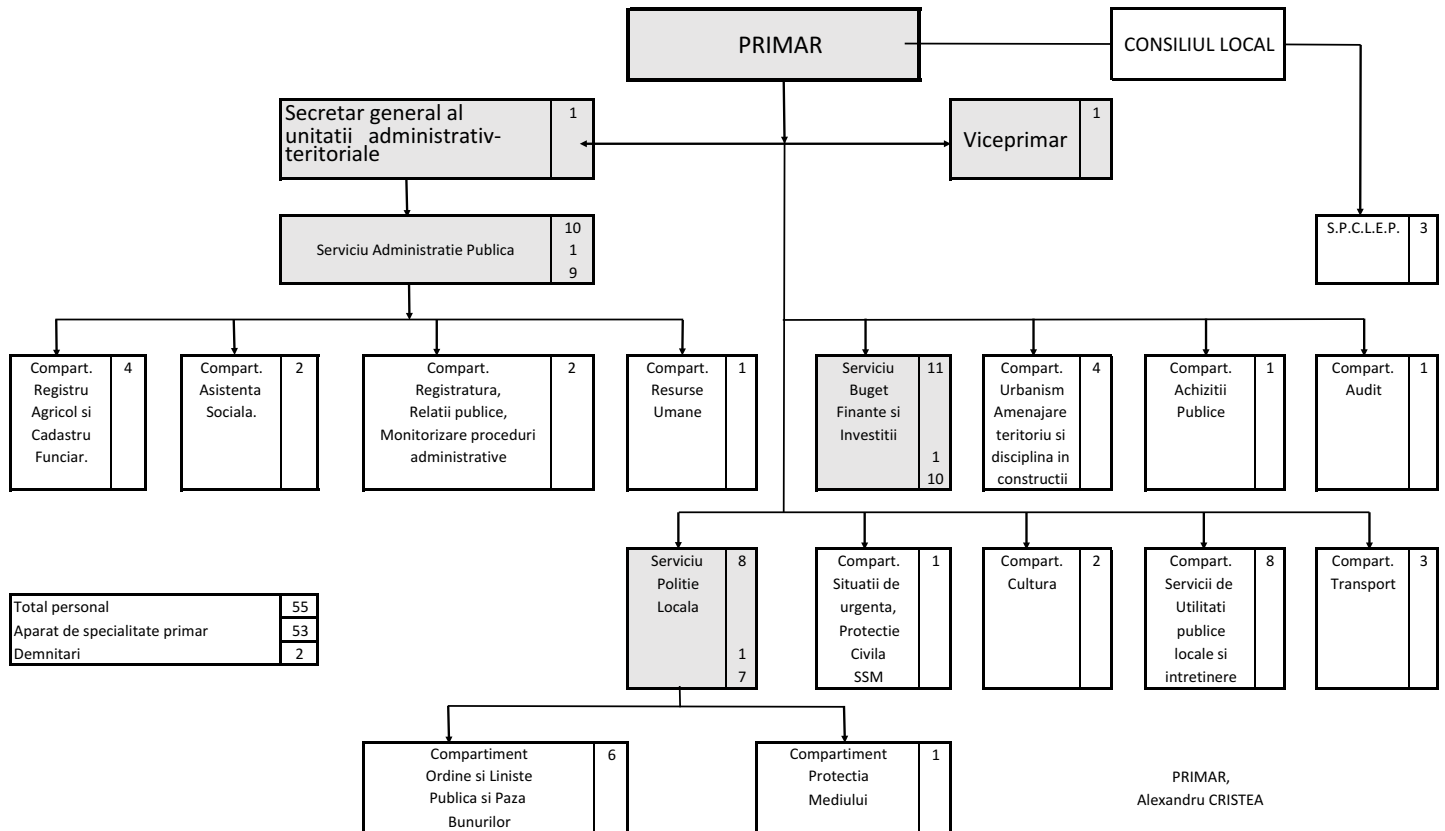 PRIMAR
CONSILIUL LOCAL
Secretar general al
unitatii administrativ-
teritoriale
1
Viceprimar
1
Serviciu Administratie Publica
10
1
9
S.P.C.L.E.P.
3
Compart.
Registru
Agricol si
Cadastru
Funciar.
4
Compart.
Asistenta
Sociala.
2
Compart.
Registratura,
Relatii publice,
Monitorizare proceduri
administrative
2
Compart.
Resurse
Umane
1
Serviciu
Buget
Finante si
Investitii
11
1
10
Compart.
Urbanism
Amenajare
teritoriu si
disciplina in
constructii
4
Compart.
Achizitii
Publice
1
Compart.
Audit
1
Serviciu
Politie
Locala
8
1
7
Compart.
Situatii de
urgenta,
Protectie
Civila
SSM
1
Compart.
Cultura
2
Compart.
Servicii de
Utilitati
publice
locale si
intretinere
8
Compart.
Transport
3
Total personal 55
Aparat de specialitate primar 53
Demnitari 2
Compartiment
Ordine si Liniste
Publica si Paza
Bunurilor
6
Compartiment
Protectia
Mediului
1
PRIMAR,
Alexandru CRISTEA